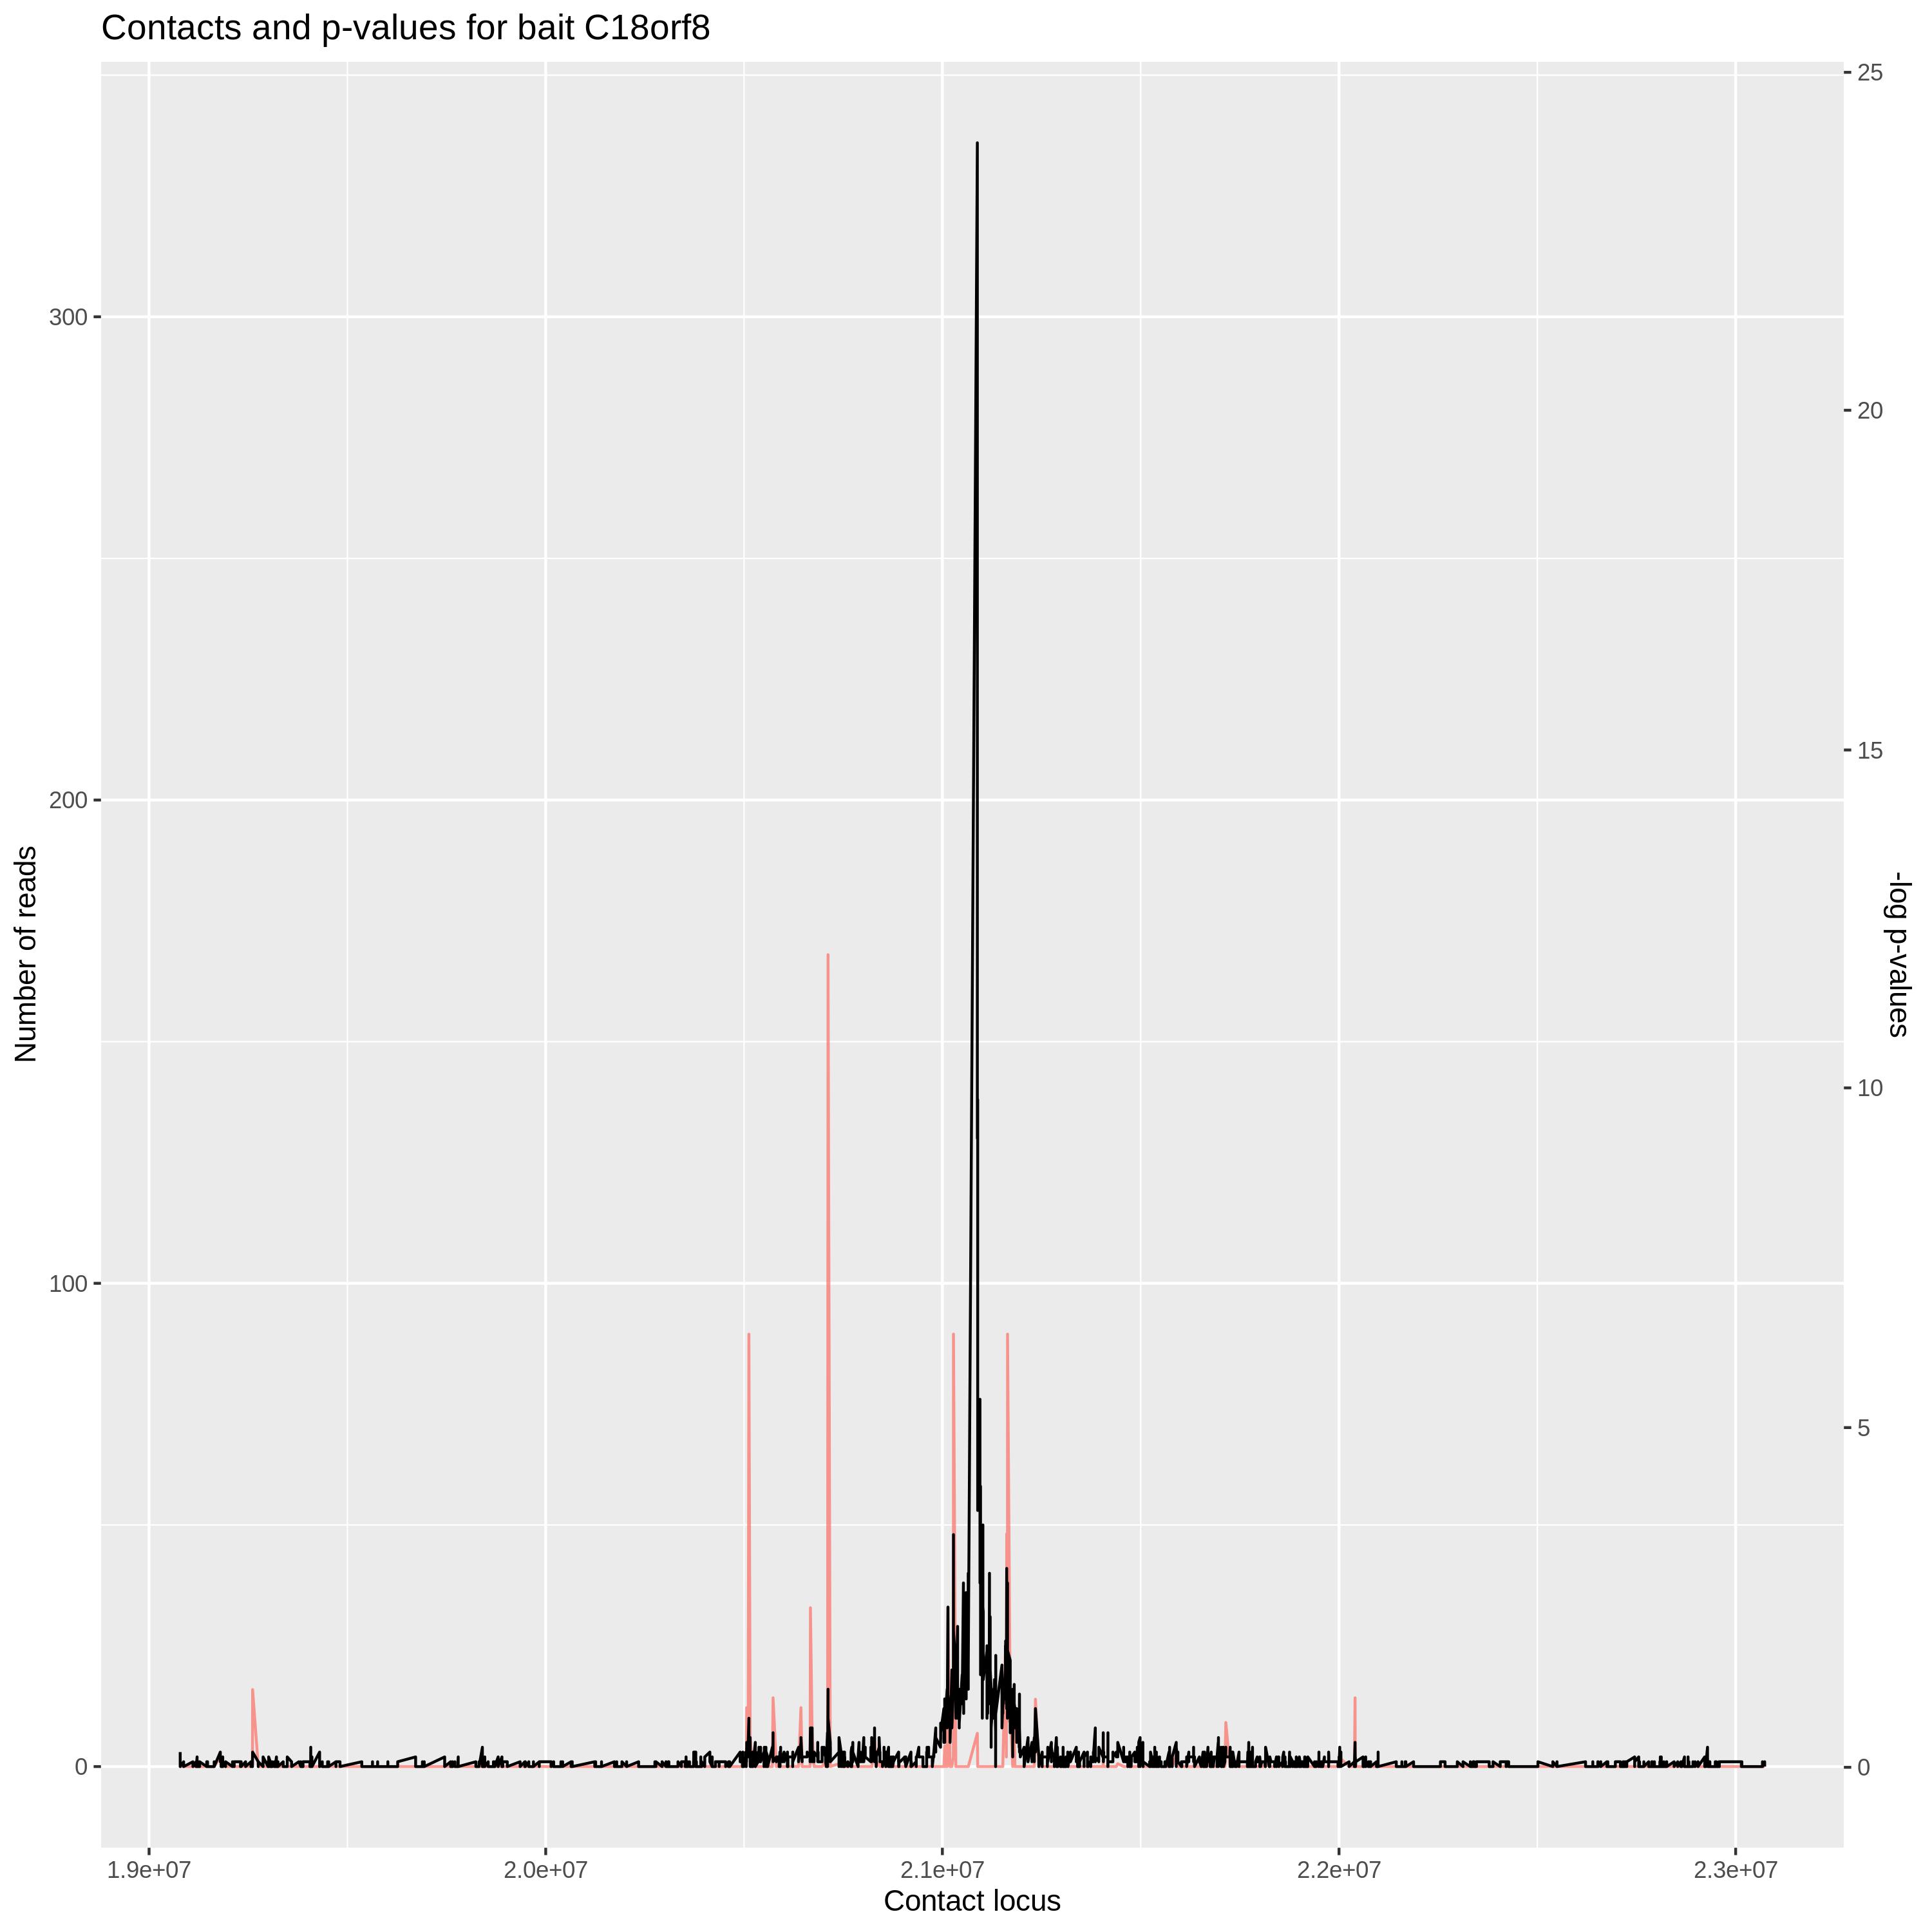 Contacts and p-values for bait C18orf8
25
300
20
200
15
Number of reads
-log p-values
10
100
5
0
0
1.9e+07 2.0e+07 2.1e+07 2.2e+07 2.3e+07
Contact locus